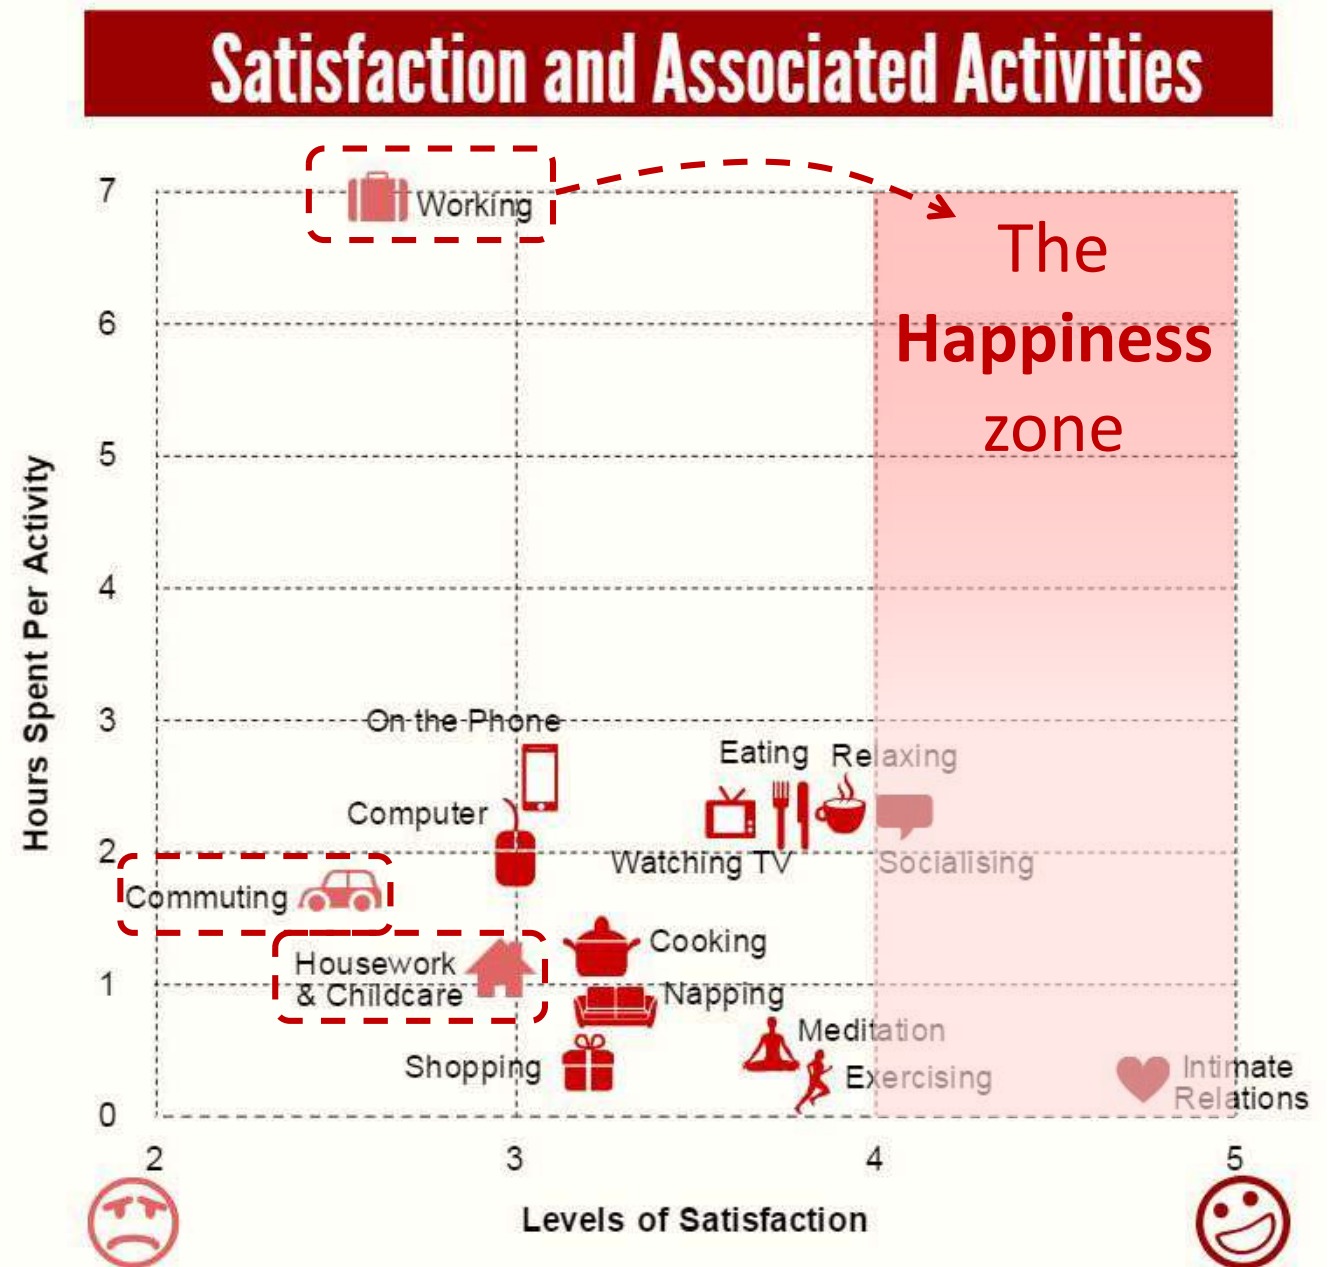 Satisfaction and Associated Activities
7
Working
The
6
Happiness
zone
5
Hours Spent Per Activity
4
3
On the Phone
Eating
Relaxing
Computer
2
Watching TV
Socialising
Commuting
Cooking
Housework
& Childcare
1
Napping
Meditation
Shopping
Exercising
Intimate
Relations
0
2
3
4
5
Levels of Satisfaction